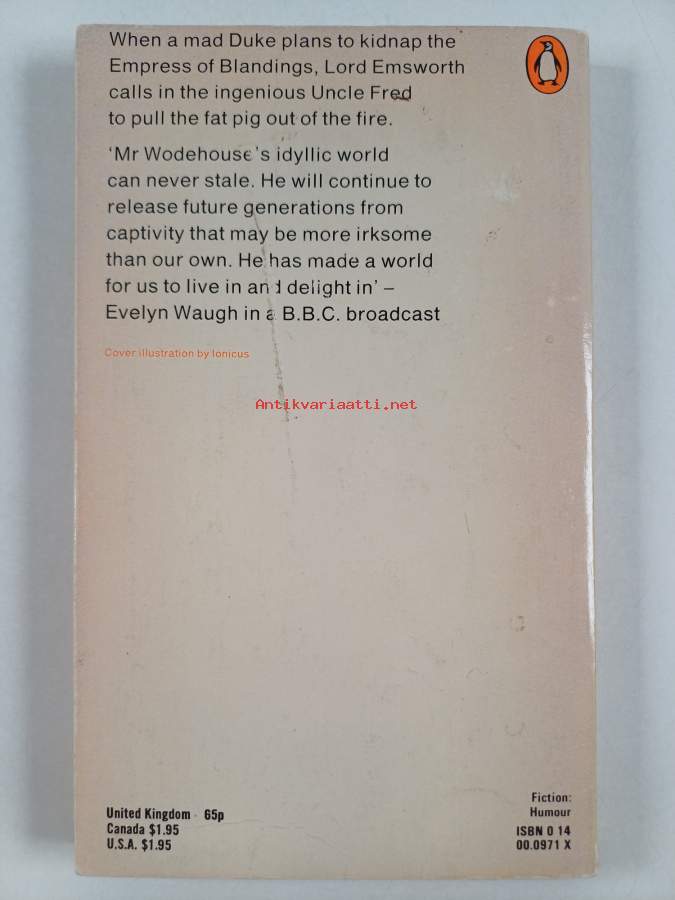 When a mad Duke plans to kidnap the
Empress of Blandings, Lord Emsworth
calls in the ingenious Uncle Fred
to pull the fat pig out of the fire.
'Mr Wodehouse's idyllic world
can never stale. He will continue to
release future generations from
captivity that may be more irksome
than our own. He has made a world
for us to live in and delight in' –
Evelyn Waugh in a B.B.C. broadcast
Cover illustration by Ionicus
Antikvariaatti.net
United Kingdom 65p
Canada $1.95
U.S.A. $1.95
Fiction:
Humour
ISBN 0 14
00.0971 X